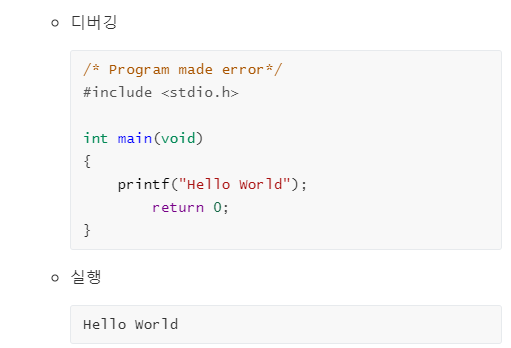 디버깅
/* Program made error*/
#include <stdio.h>
int main(void)
{
    printf("Hello World");
        return 0;
}
실행
Hello World